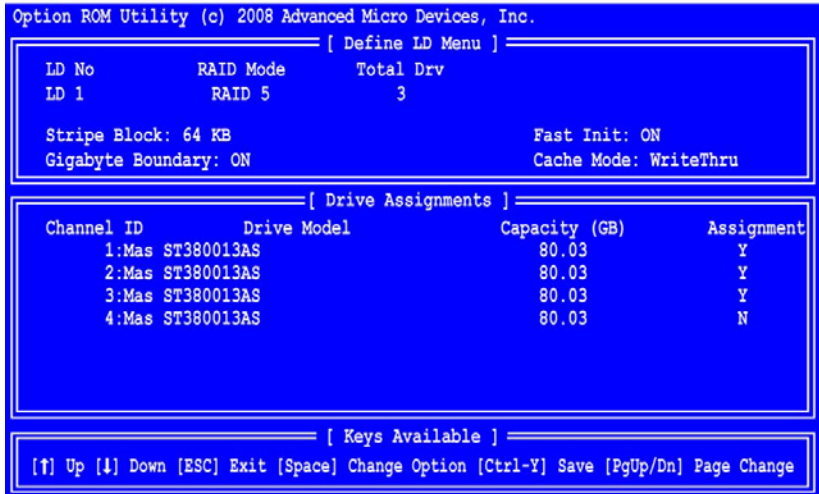 Option ROM Utility (c) 2008 Advanced Micro Devices, Inc.
[ Define LD Menu ]
LD No RAID Mode Total Drv
LD 1 RAID 5 3
Stripe Block: 64 KB Fast Init: ON
Gigabyte Boundary: ON Cache Mode: WriteThru
[ Drive Assignments ]
Channel ID Drive Model Capacity (GB) Assignment
1:Mas ST380013AS 80.03 Y
2:Mas ST380013AS 80.03 Y
3:Mas ST380013AS 80.03 Y
4:Mas ST380013AS 80.03 N
[ Keys Available ]
[↑] Up [↓] Down [ESC] Exit [Space] Change Option [Ctrl-Y] Save [PgUp/Dn] Page Change